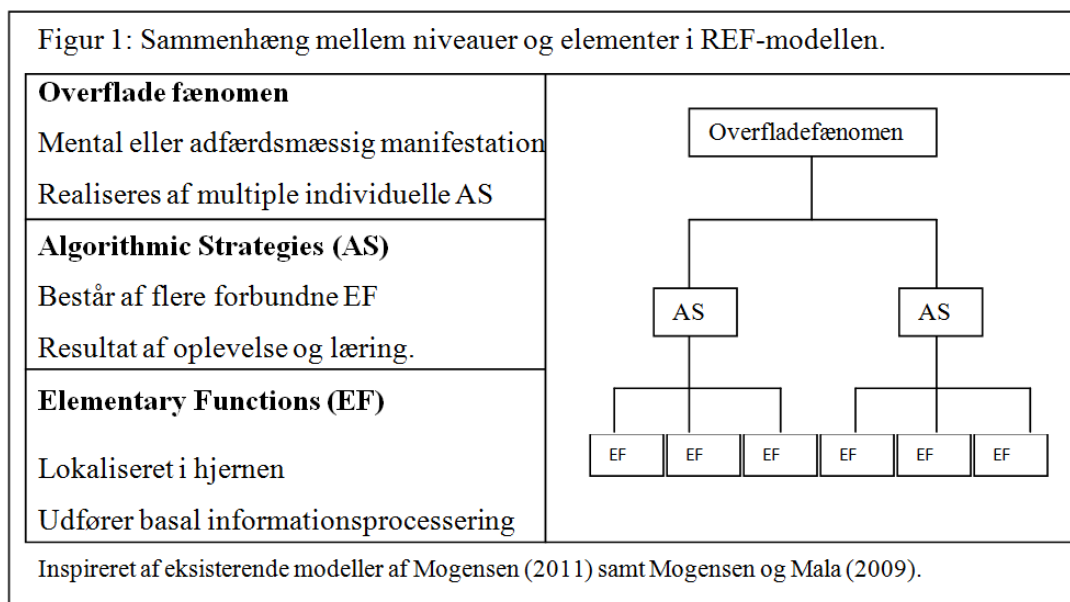 Figur 1: Sammenhæng mellem niveauer og elementer i REF-modellen.
Overflade fænomen
Mental eller adfærdsmæssig manifestation
Realiseres af multiple individuelle AS
Algorithmic Strategies (AS)
Består af flere forbundne EF
Resultat af oplevelse og læring.
Elementary Functions (EF)
Lokaliseret i hjernen
Udfører basal informationsprocessering
Overfladefænomen
AS
AS
EF
EF
EF
EF
EF
EF
Inspireret af eksisterende modeller af Mogensen (2011) samt Mogensen og Mala (2009).